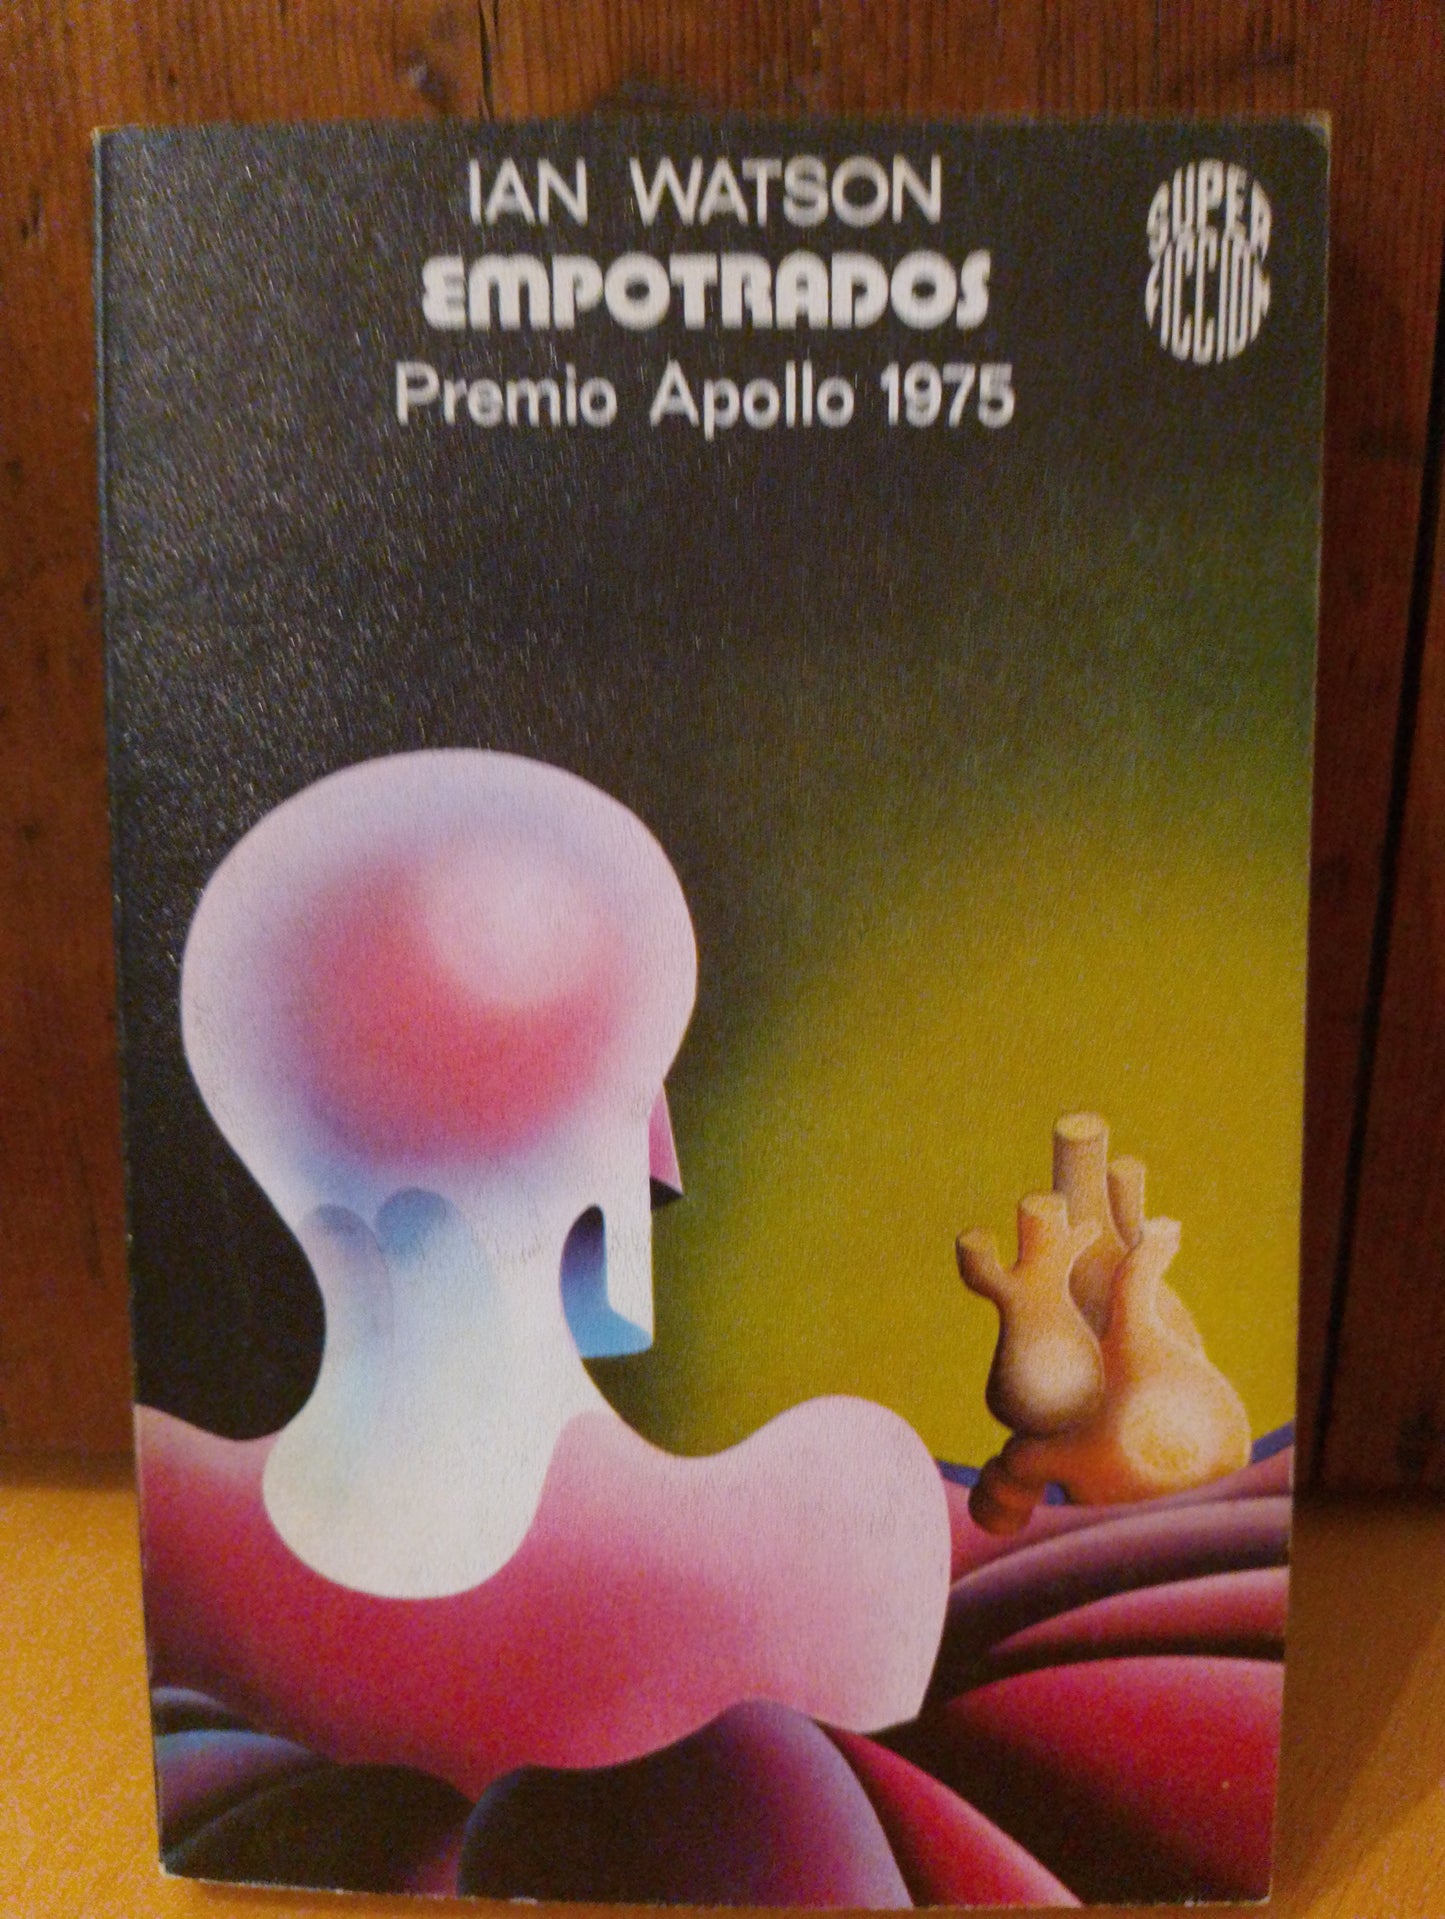 IAN WATSON
EMPOTRADOS
Premio Apollo 1975
SUPER
FICCION